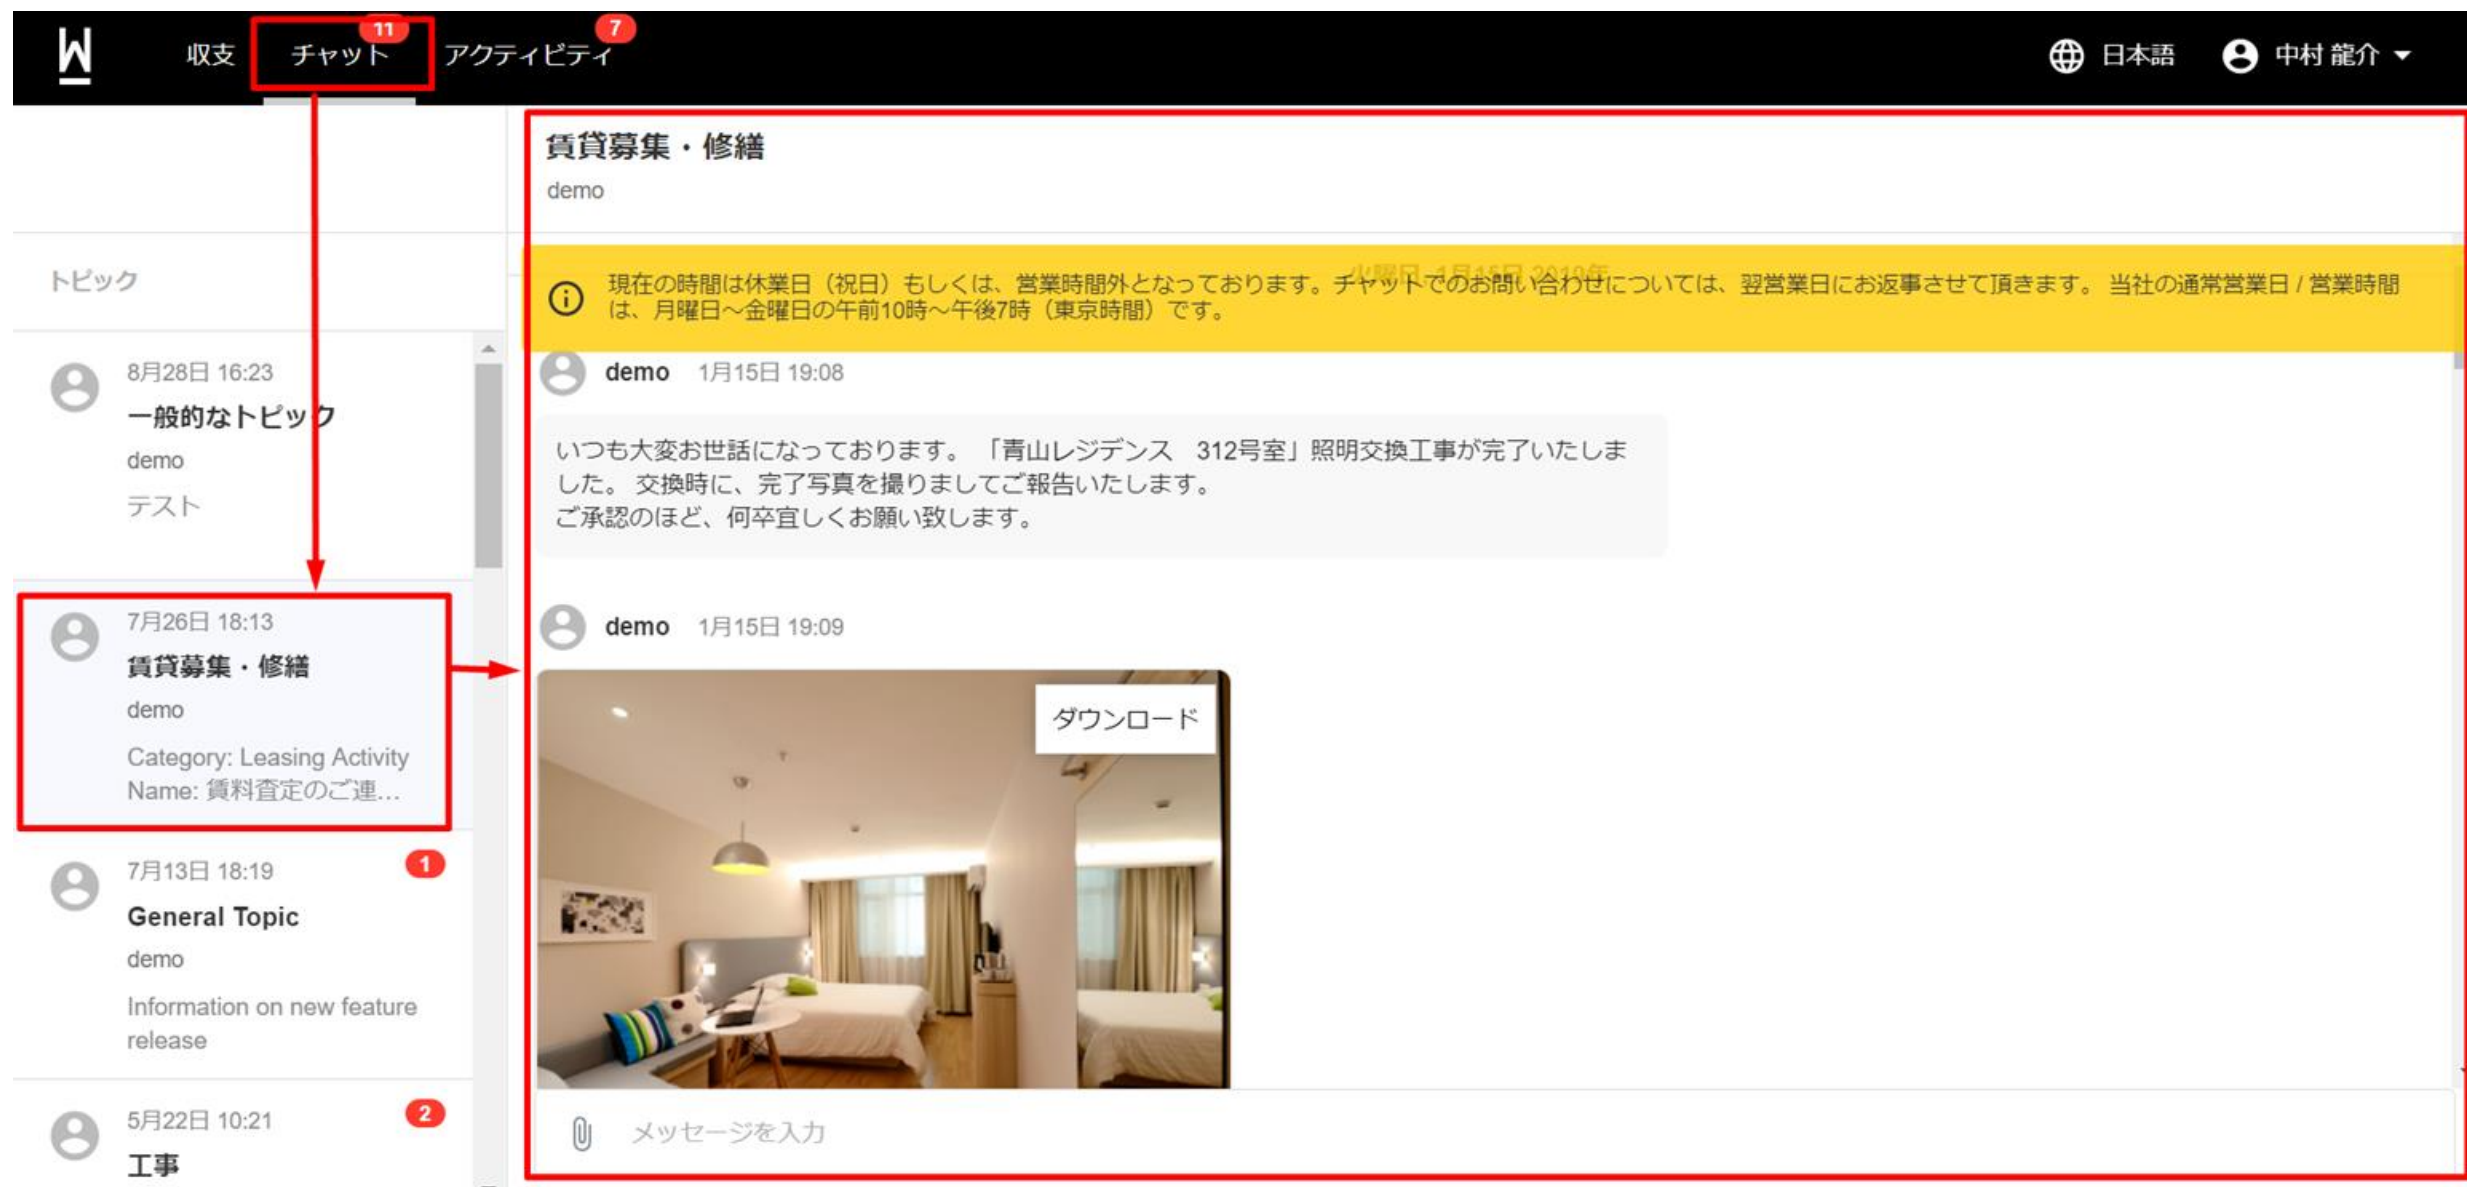 収支
チャット
11
アクティビティ
7
日本語
中村 龍介
トピック
8月28日 16:23
一般的なトピック
demo
テスト
7月26日 18:13
賃貸募集・修繕
demo
Category: Leasing Activity
Name: 賃料査定のご連...
7月13日 18:19
1
General Topic
demo
Information on new feature
release
5月22日 10:21
2
工事
賃貸募集・修繕
demo
火曜日, 1月15日 2019年
現在の時間は休業日（祝日）もしくは、営業時間外となっております。チャットでのお問い合わせについては、翌営業日にお返事させて頂きます。 当社の通常営業日 / 営業時間
は、月曜日～金曜日の午前10時～午後7時（東京時間）です。
demo 1月15日 19:08
いつも大変お世話になっております。 「青山レジデンス　312号室」照明交換工事が完了いたしま
した。 交換時に、完了写真を撮りましてご報告いたします。
ご承認のほど、何卒宜しくお願い致します。
demo 1月15日 19:09
ダウンロード
メッセージを入力